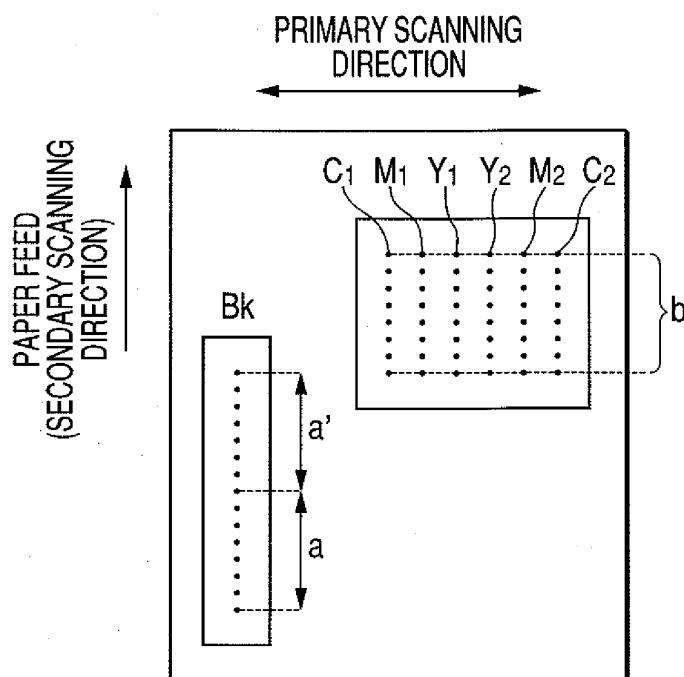 PRIMARY SCANNING
DIRECTION
PAPER FEED
(SECONDARY SCANNING
DIRECTION)
C1 M1 Y1 Y2 M2 C2
Bk
b
a'
a